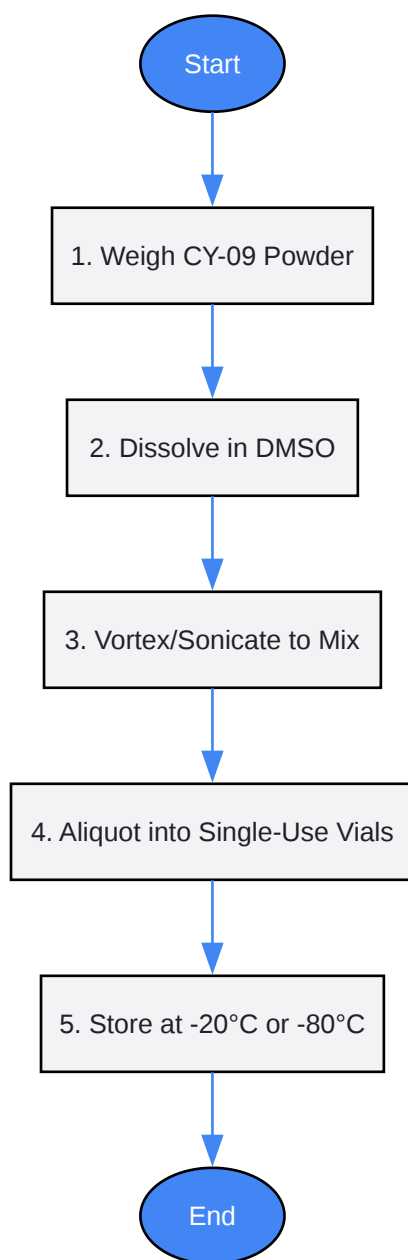 Start
1. Weigh CY-09 Powder
2. Dissolve in DMSO
3. Vortex/Sonicate to Mix
4. Aliquot into Single-Use Vials
5. Store at -20°C or -80°C
End